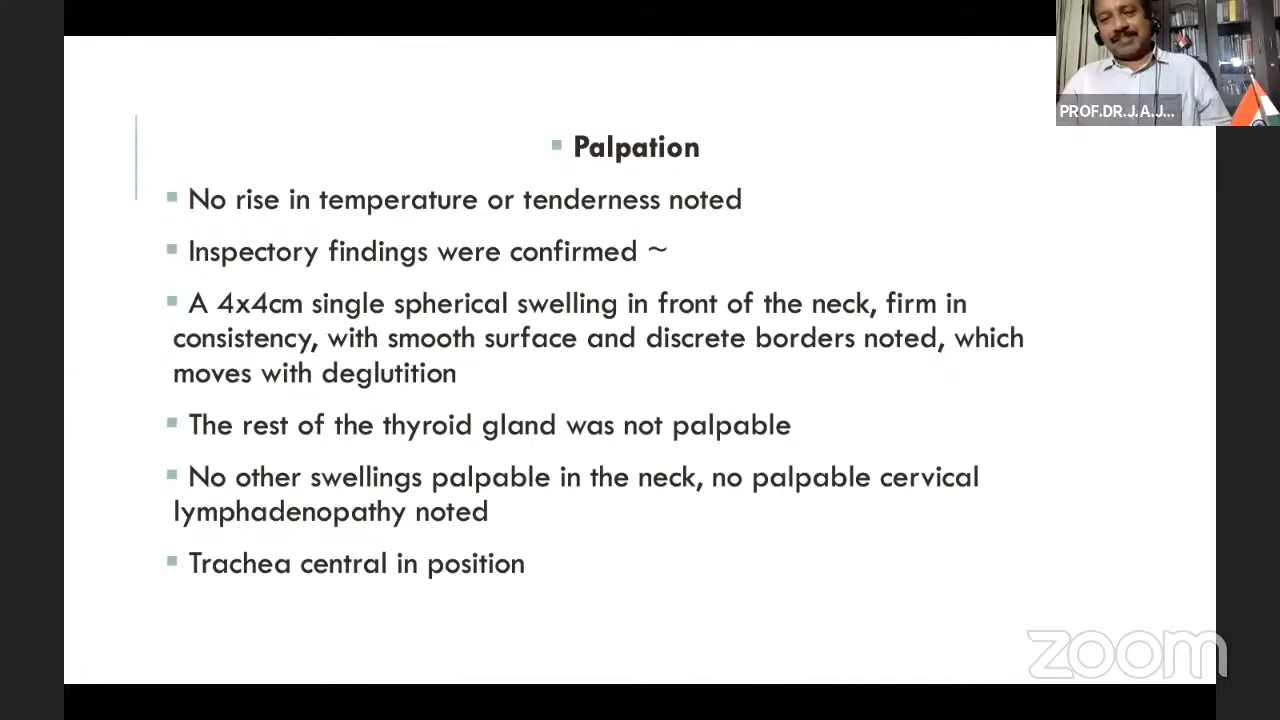 PROF.DR.J.A.J...
Palpation
No rise in temperature or tenderness noted
Inspectory findings were confirmed ~
A 4x4cm single spherical swelling in front of the neck, firm in
consistency, with smooth surface and discrete borders noted, which
moves with deglutition
The rest of the thyroid gland was not palpable
No other swellings palpable in the neck, no palpable cervical
lymphadenopathy noted
Trachea central in position
zoom